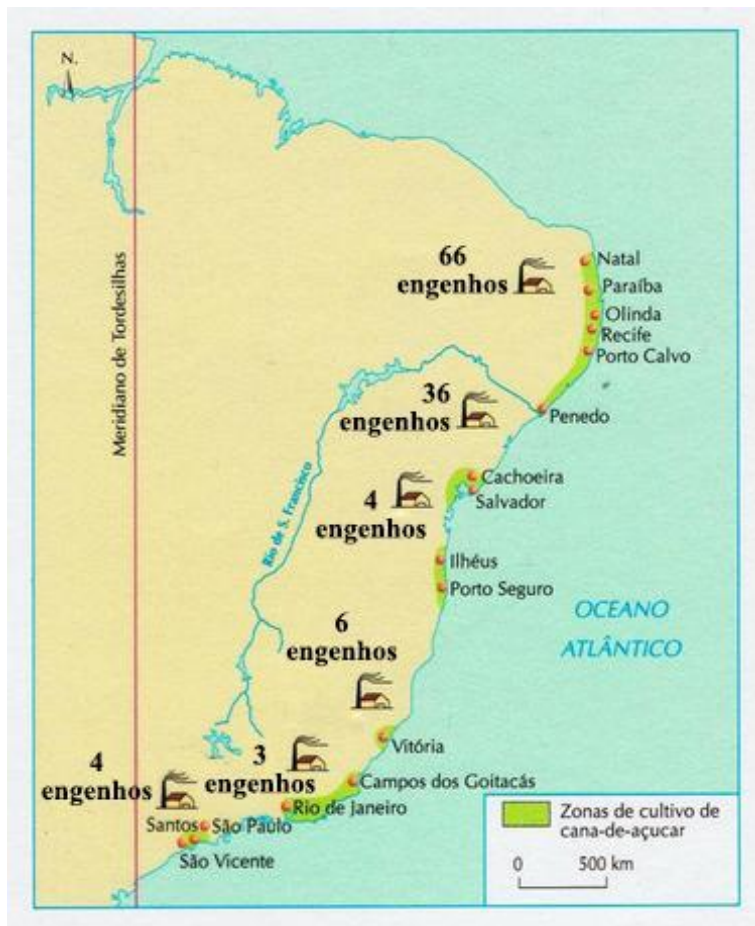 N.
Meridiano de Tordesilhas
66
engenhos
Natal
Paraíba
Olinda
Recife
Porto Calvo
36
engenhos
Penedo
Rio de S. Francisco
4
engenhos
Cachoeira
Salvador
Ilhéus
Porto Seguro
OCEANO
ATLÂNTICO
6
engenhos
Vitória
3
engenhos
Campos dos Goitacás
Rio de Janeiro
4
engenhos
Santos
São Paulo
São Vicente
Zonas de cultivo de
cana-de-açucar
0 500 km